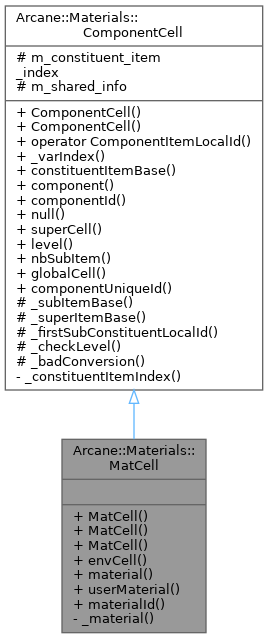 Arcane::Materials::
ComponentCell
# m_constituent_item
_index
# m_shared_info
+ ComponentCell()
+ ComponentCell()
+ operator ComponentItemLocalId()
+ _varIndex()
+ constituentItemBase()
+ component()
+ componentId()
+ null()
+ superCell()
+ level()
+ nbSubItem()
+ globalCell()
+ componentUniqueId()
# _subItemBase()
# _superItemBase()
# _firstSubConstituentLocalId()
# _checkLevel()
# _badConversion()
- _constituentItemIndex()
Arcane::Materials::
MatCell
+ MatCell()
+ MatCell()
+ MatCell()
+ envCell()
+ material()
+ userMaterial()
+ materialId()
- _material()